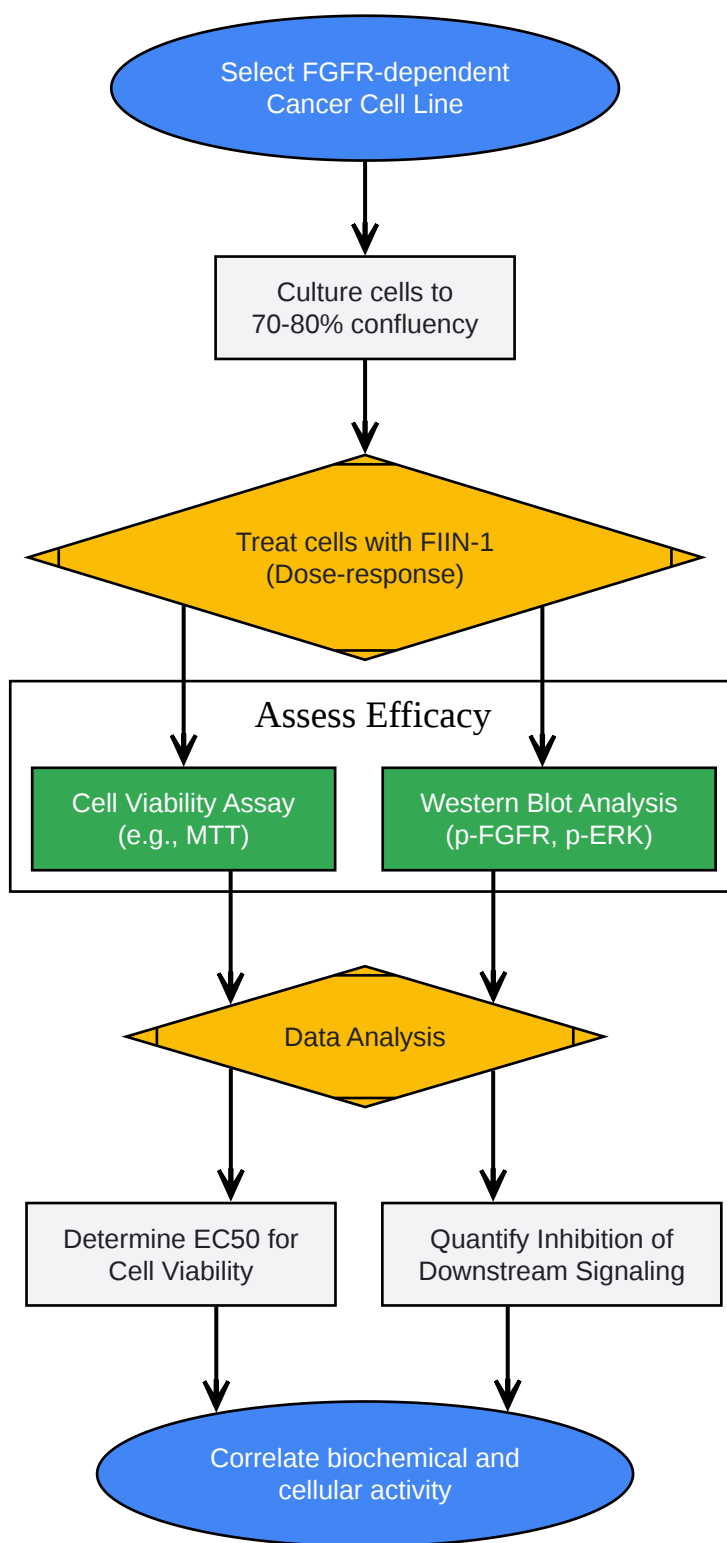 Select FGFR-dependent
Cancer Cell Line
Culture cells to
70-80% confluency
Treat cells with FIIN-1
(Dose-response)
Assess Efficacy
Cell Viability Assay
(e.g., MTT)
Western Blot Analysis
(p-FGFR, p-ERK)
Data Analysis
Determine EC50 for
Cell Viability
Quantify Inhibition of
Downstream Signaling
Correlate biochemical and
cellular activity